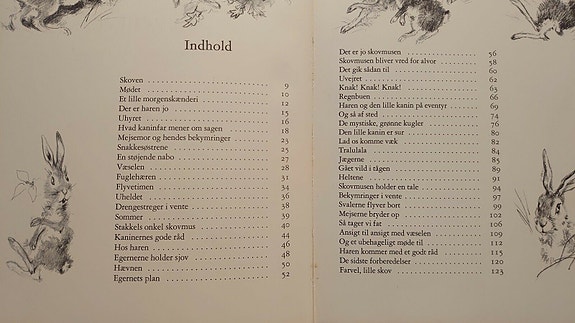 Indhold
Skoven 9
Mødet 10
Et lille morgenskænderi 12
Der er haren jo 15
Uhyret 16
Hvad kaninfar mener om sagen 18
Mejsemor og hendes bekymringer 23
Snakkesøstrene 25
En støjende nabo 27
Væselen 28
Fuglehæren 31
Flyvetimen 34
Uheldet 36
Drengestreger i vente 38
Sommer 39
Stakkels onkel skovmus 40
Kaninernes gode råd 44
Hos haren 46
Egernerne holder sjov 48
Hævnen 50
Egernets plan 52
Det er jo skovmusen 56
Skovmusen bliver vred for alvor 58
Det gik sådan til 60
Uvejret 62
Knak! Knak! Knak! 63
Regnbuen 66
Haren og den lille kanin på eventyr 69
Og så af sted 74
De mystiske, grønne kugler 76
Den lille kanin er sur 80
Lad os komme væk 82
Tralulala 84
Jægerne 85
Gået vild i tågen 89
Heltene 91
Skovmusen holder en tale 94
Bekymringer i vente 97
Svalerne flyver bort 99
Mejserne bryder op 102
Så tager vi fat 106
Ansigt til ansigt med væselen 109
Og et ubehageligt møde til 112
Haren kommer med et godt råd 115
De sidste forberedelser 120
Farvel, lille skov 123